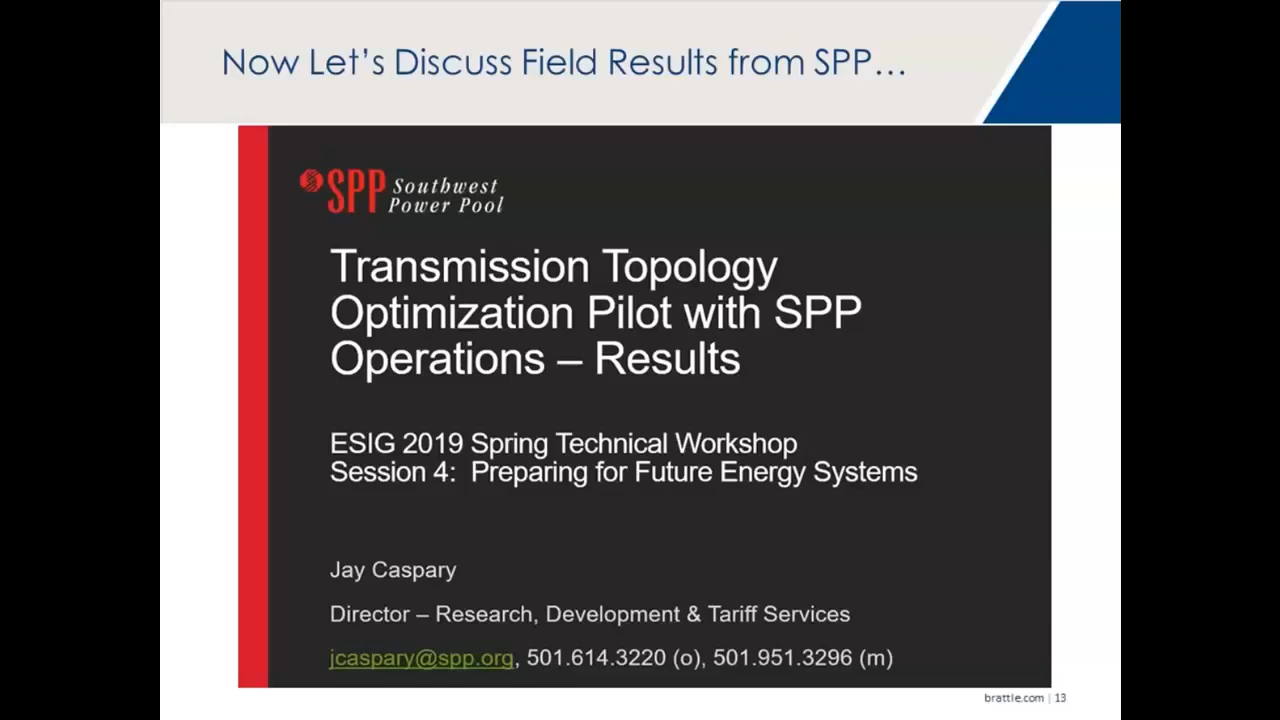 Now Let's Discuss Field Results from SPP...
SPP Southwest
Power Pool
Transmission Topology
Optimization Pilot with SPP
Operations – Results
ESIG 2019 Spring Technical Workshop
Session 4:  Preparing for Future Energy Systems
Jay Caspary
Director – Research, Development & Tariff Services
jcaspary@spp.org, 501.614.3220 (o), 501.951.3296 (m)
brattle.com | 13